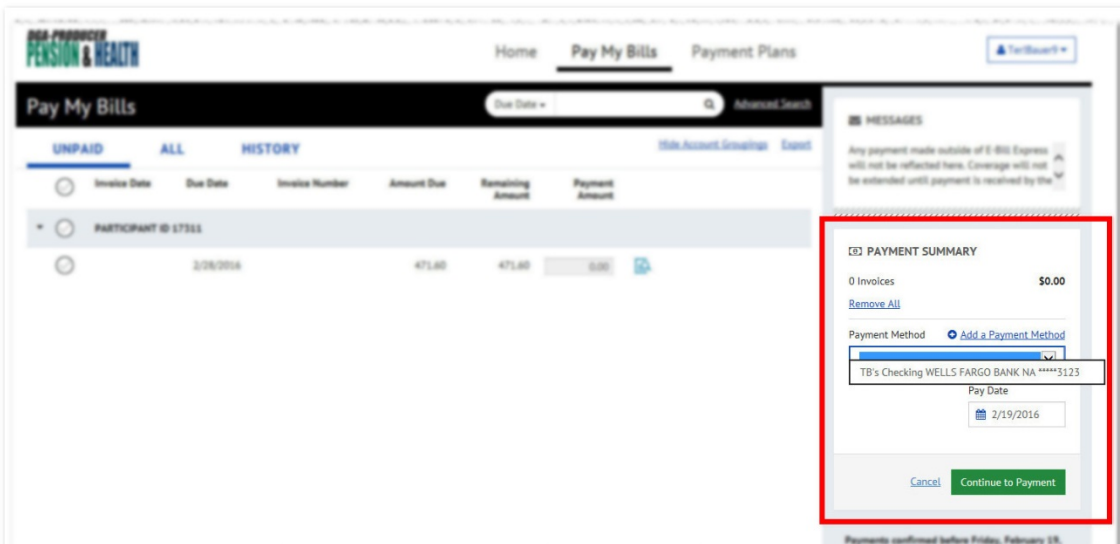 DGA-PRODUCER
PENSION & HEALTH
Home Pay My Bills Payment Plans
TeriBauer9
Pay My Bills
Due Date
Advanced Search
UNPAID ALL HISTORY
Hide Account Groupings Export
Invoice Date Due Date Invoice Number Amount Due Remaining Amount Payment Amount
PARTICIPANT ID 17311
2/28/2016 471.60 471.60 0.00
MESSAGES
Any payment made outside of E-Bill Express
will not be reflected here. Coverage will not
be extended until payment is received by the
PAYMENT SUMMARY
0 Invoices $0.00
Remove All
Payment Method Add a Payment Method
TB's Checking WELLS FARGO BANK NA *****3123
Pay Date
2/19/2016
Cancel Continue to Payment
Payments confirmed before Friday, February 19,